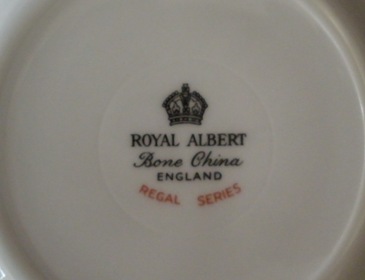 ROYAL ALBERT
Bone China
ENGLAND
REGAL SERIES